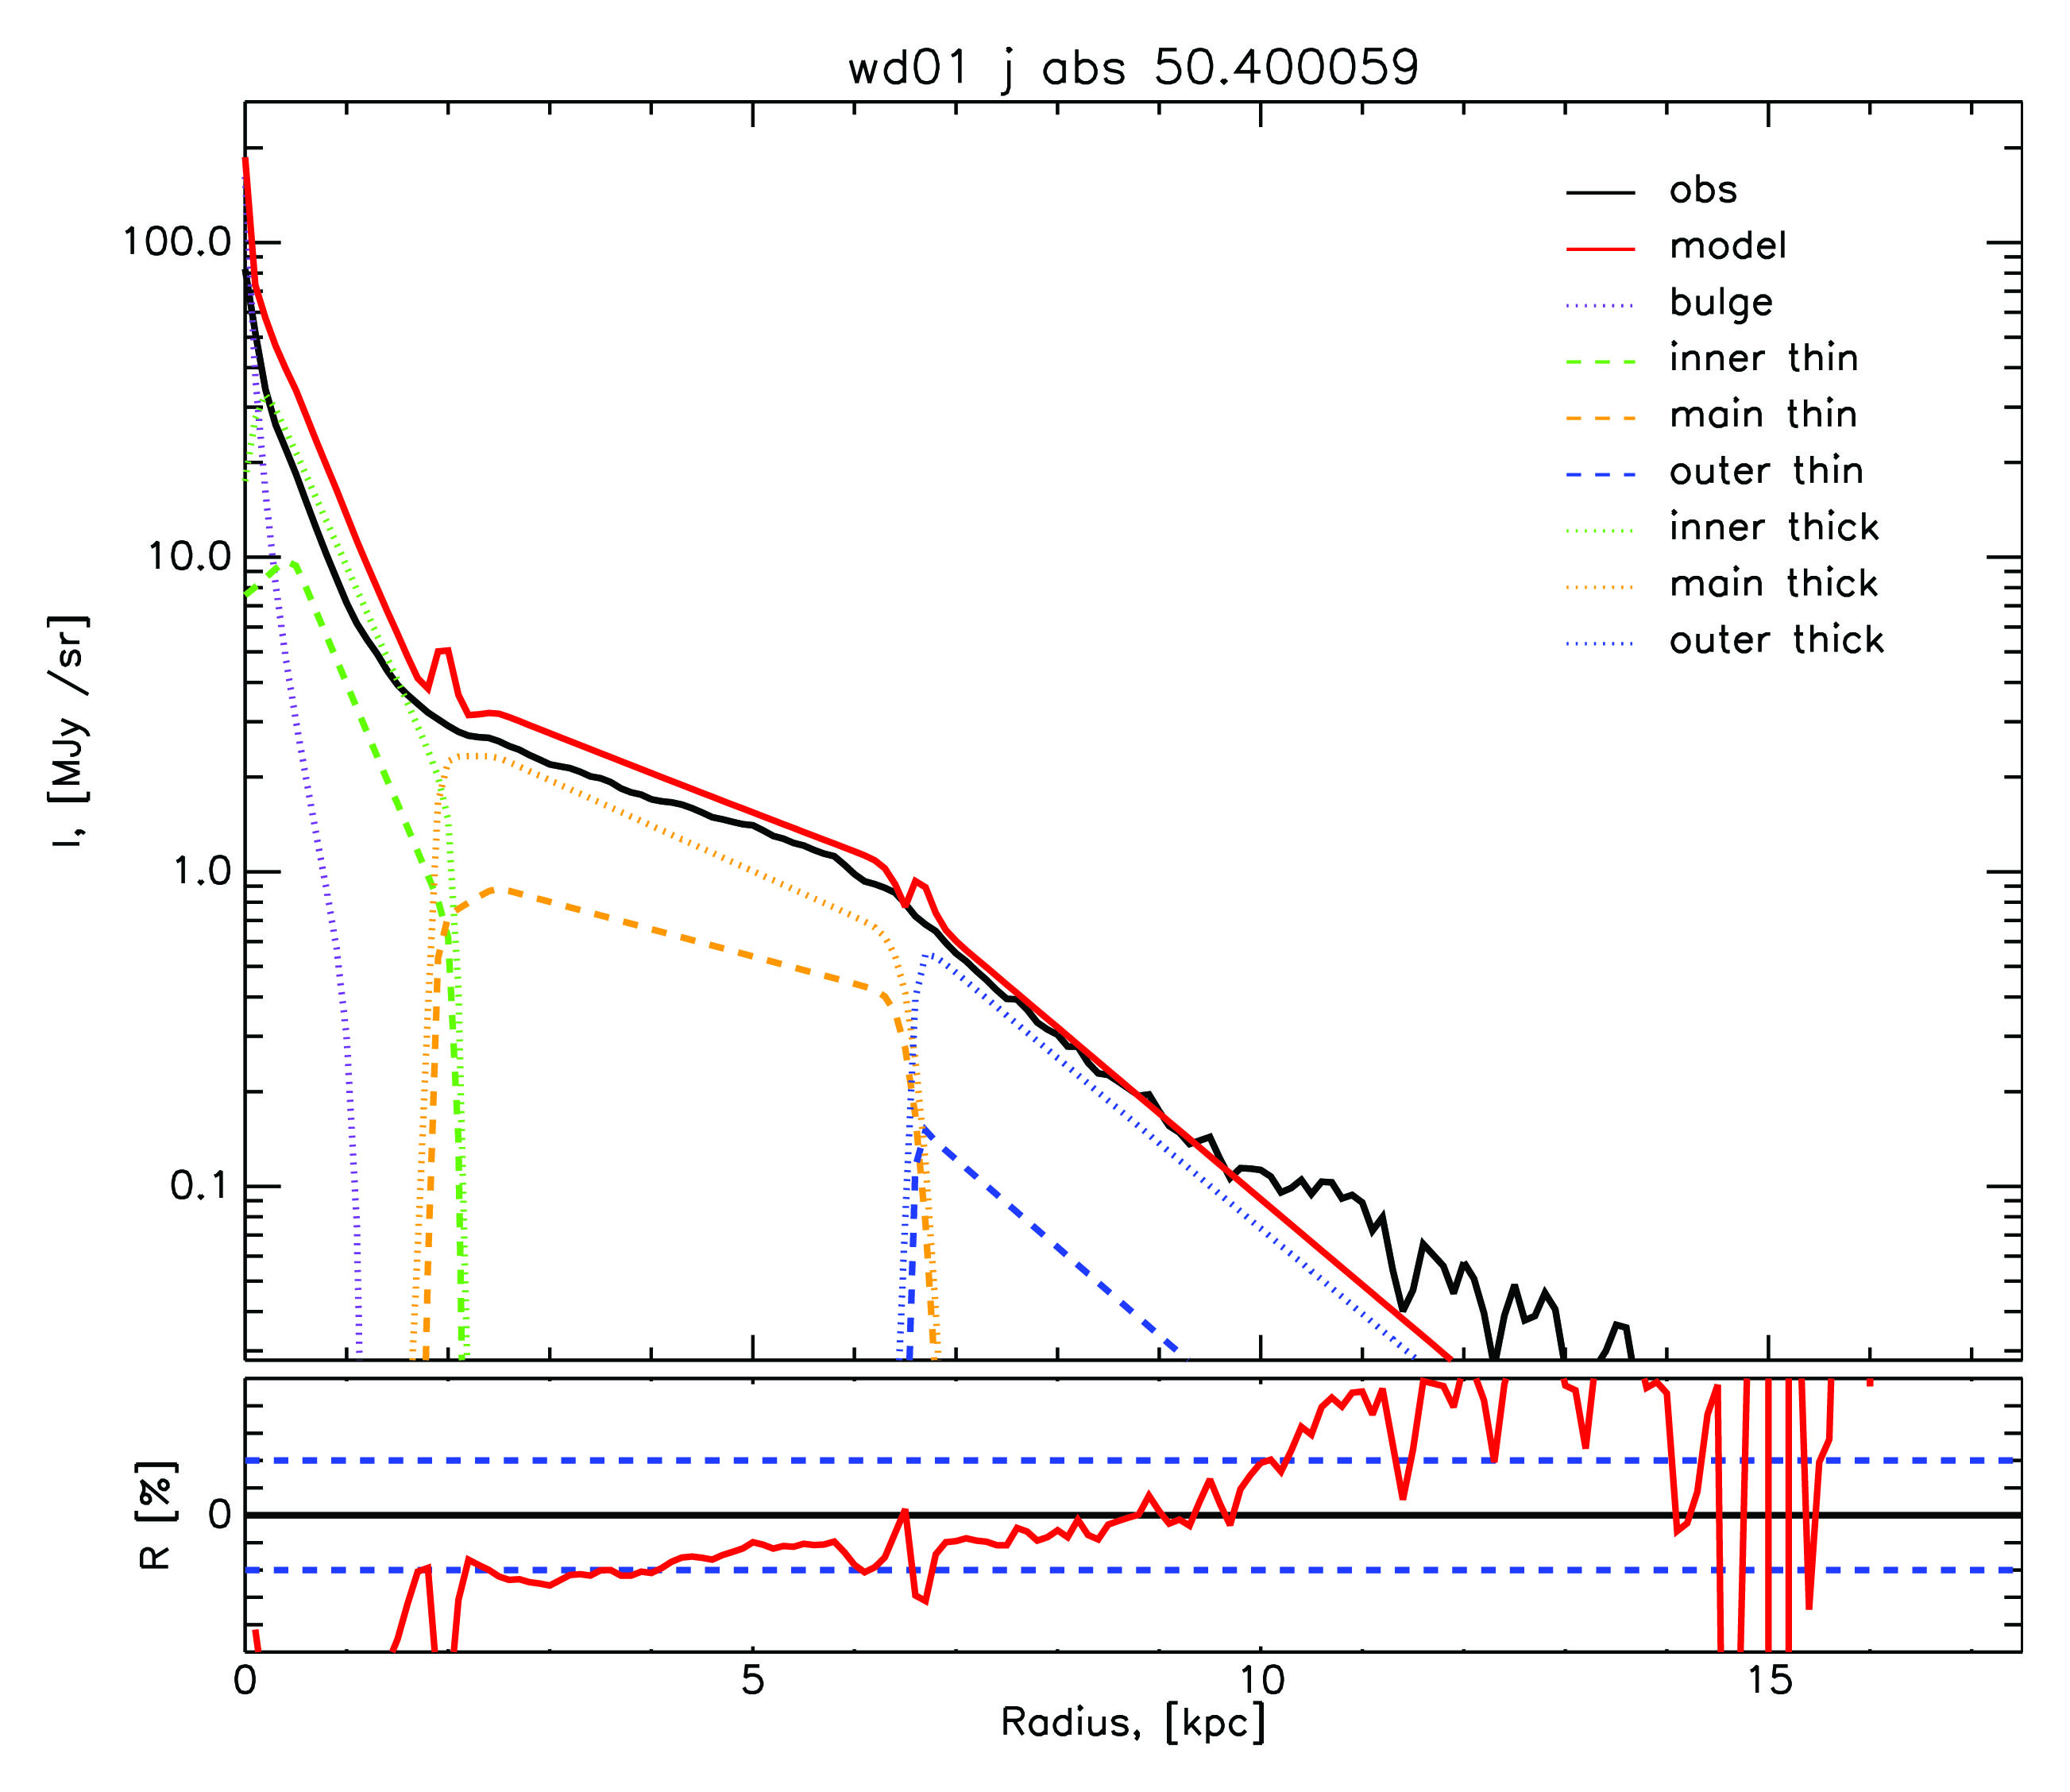 wd01 j abs 50.400059
obs
model
bulge
inner thin
main thin
outer thin
inner thick
main thick
outer thick
I, [MJy /sr]
100.0
10.0
1.0
0.1
R [%]
0
0 5 10 15
Radius, [kpc]